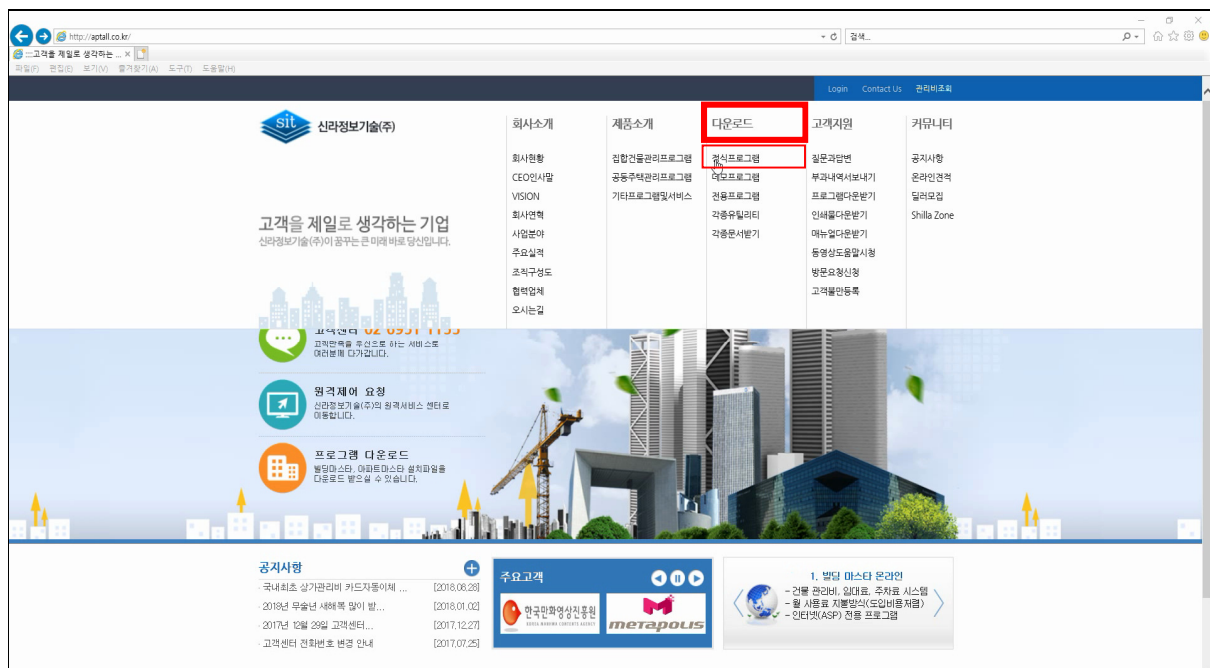 http://aptall.co.kr/
검색...
:::고객을 제일로 생각하는 ...
파일(F) 편집(E) 보기(V) 즐겨찾기(A) 도구(T) 도움말(H)
Login Contact Us 관리비조회
sit 신라정보기술(주)
회사소개 제품소개 다운로드 고객지원 커뮤니티
회사현황 집합건물관리프로그램 정식프로그램 질문과답변 공지사항
CEO인사말 공동주택관리프로그램 데모프로그램 부과내역서보내기 온라인견적
VISION 기타프로그램및서비스 전용프로그램 프로그램다운받기 딜러모집
회사연혁 각종유틸리티 인쇄물다운받기 Shilla Zone
사업분야 각종문서받기 매뉴얼다운받기
주요실적 동영상도움말시청
조직구성도 방문요청신청
협력업체 고객불만등록
오시는길
고객을 제일로 생각하는 기업
신라정보기술(주)이 꿈꾸는 큰 미래 바로 당신입니다.
고객센터 02 6951 1155
고객만족을 우선으로 하는 서비스로
여러분께 다가갑니다.
원격제어 요청
신라정보기술(주)의 원격서비스 센터로
이동합니다.
프로그램 다운로드
빌딩마스타, 아파트마스타 설치파일을
다운로드 받으실 수 있습니다.
공지사항
· 국내최초 상가관리비 카드자동이체 ... [2018.06.28]
· 2018년 무술년 새해복 많이 받... [2018.01.02]
· 2017년 12월 29일 고객센터... [2017.12.27]
· 고객센터 전화번호 변경 안내 [2017.07.25]
주요고객
한국만화영상진흥원
KOREA MANHWA CONTENTS AGENCY
metapolis
1. 빌딩 마스타 온라인
- 건물 관리비, 임대료, 주차료 시스템
- 월 사용료 지불방식(도입비용저렴)
- 인터넷(ASP) 전용 프로그램